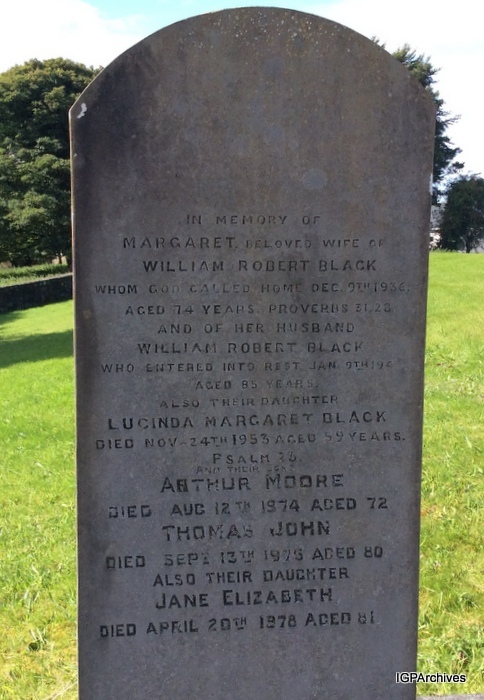 IN MEMORY OF
MARGARET, BELOVED WIFE OF
WILLIAM ROBERT BLACK
WHOM GOD CALLED HOME DEC. 9TH 1936.
AGED 74 YEARS. PROVERBS 31.28
AND OF HER HUSBAND
WILLIAM ROBERT BLACK
WHO ENTERED INTO REST JAN. 9TH
AGED 85 YEARS.
ALSO THEIR DAUGHTER
LUCINDA MARGARET BLACK
DIED NOV. 24TH 1953 AGED 59 YEARS.
PSALM 23.
AND THEIR SONS
ARTHUR MOORE
DIED AUG 12TH 1974 AGED 72
THOMAS JOHN
DIED SEPT 13TH 1975 AGED 80
ALSO THEIR DAUGHTER
JANE ELIZABETH
DIED APRIL 20TH 1978 AGED 81
IGPArchives